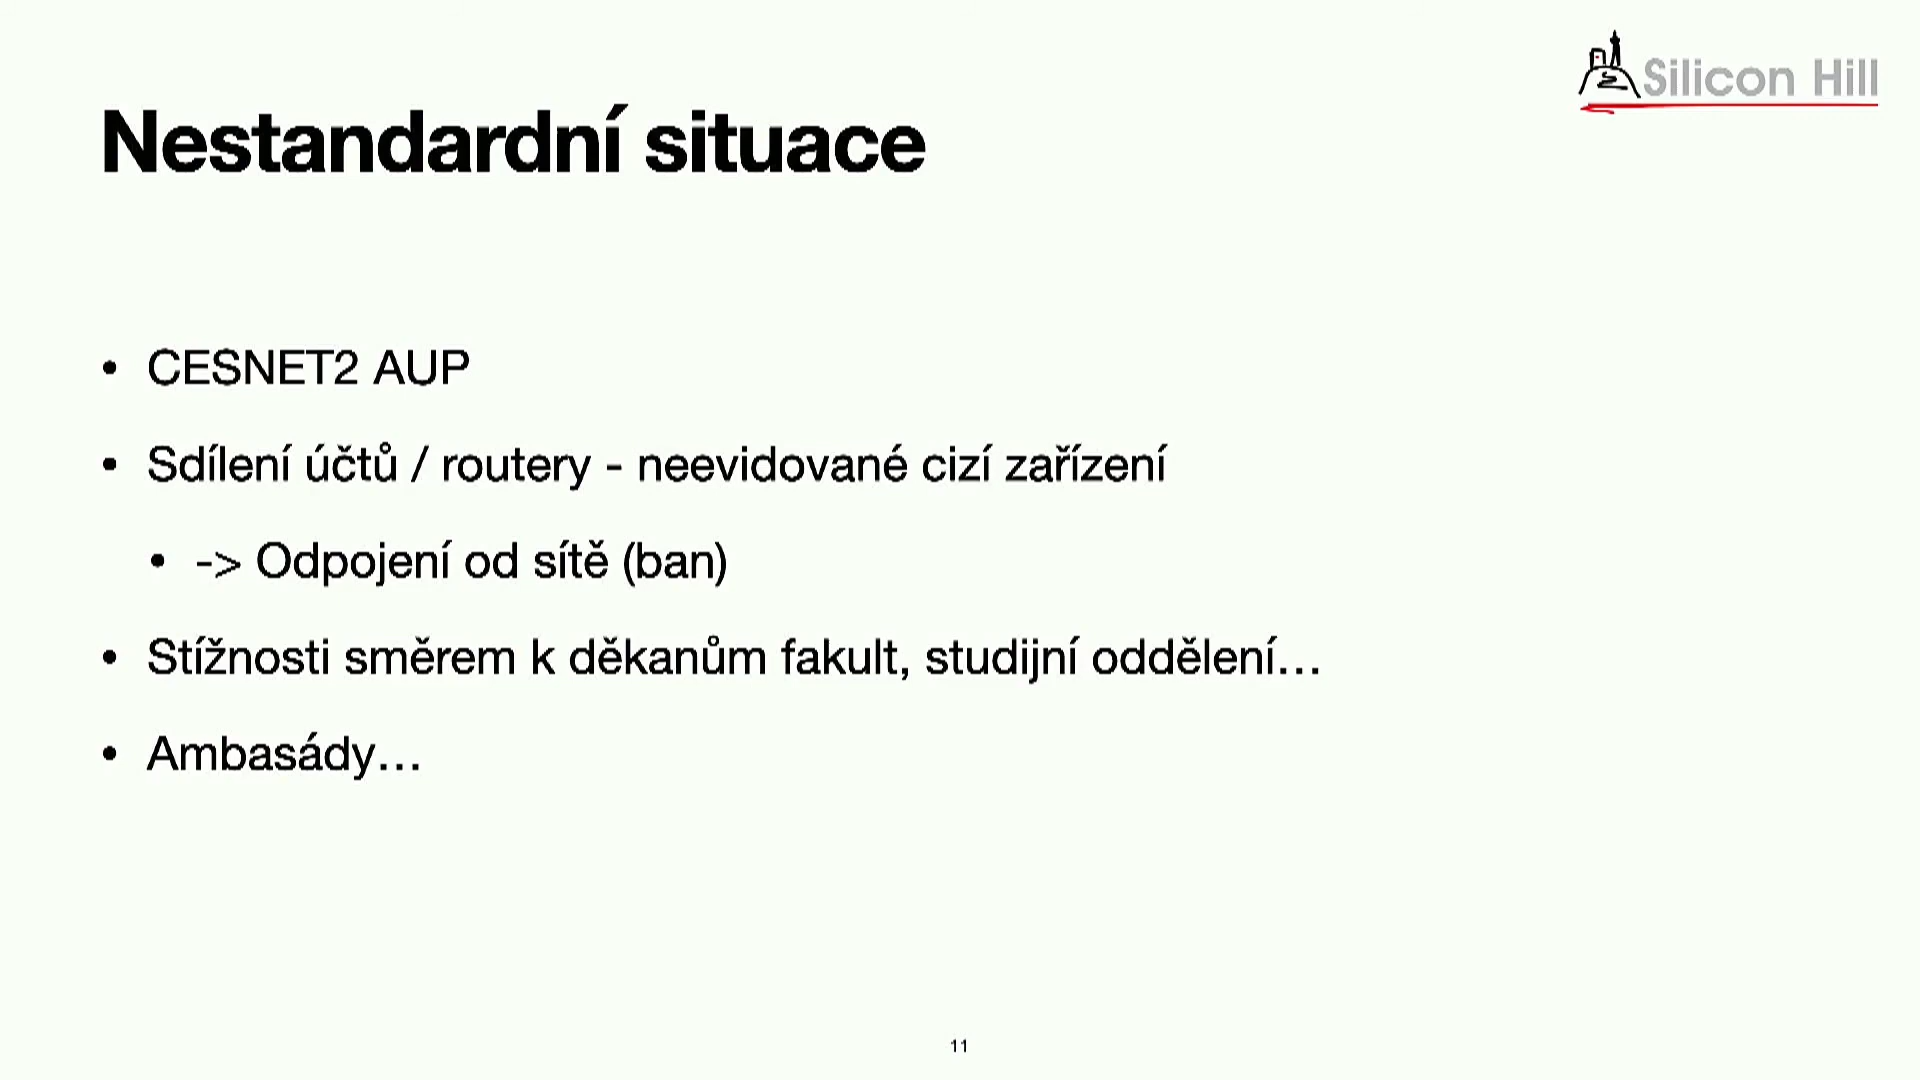 Silicon Hill
Nestandardní situace
• CESNET2 AUP
• Sdílení účtů / routery - neevidované cizí zařízení
• -> Odpojení od sítě (ban)
• Stížnosti směrem k děkanům fakult, studijní oddělení…
• Ambasády…
11